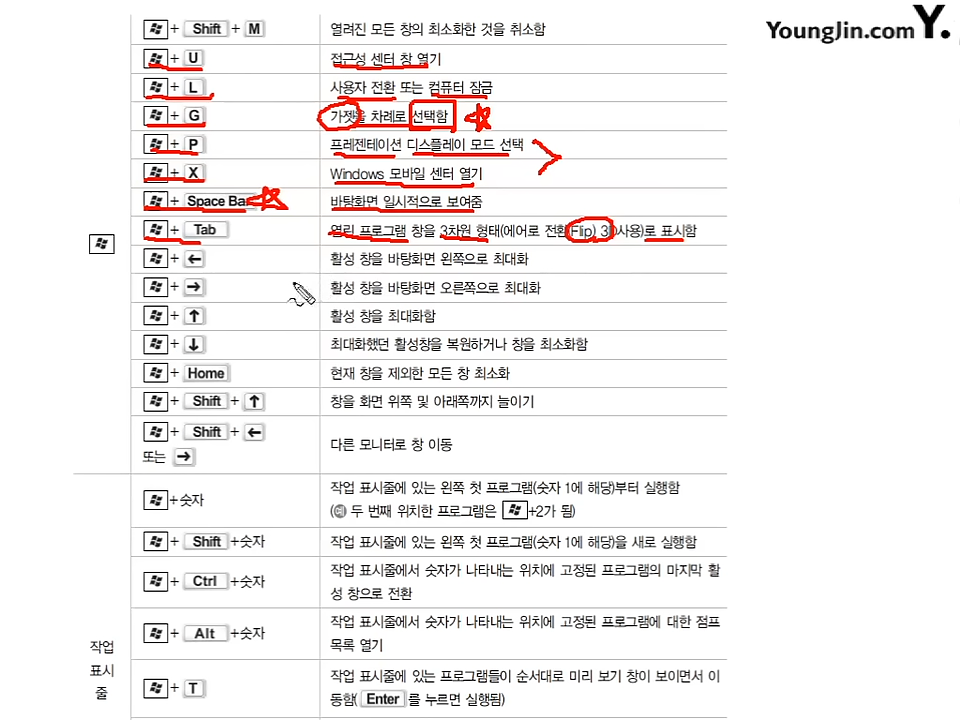 YoungJin.com Y.
+ Shift + M 열려진 모든 창의 최소화한 것을 취소함
+ U 접근성 센터 창 열기
+ L 사용자 전환 또는 컴퓨터 잠금
+ G 가젯을 차례로 선택함
+ P 프레젠테이션 디스플레이 모드 선택
+ X Windows 모바일 센터 열기
+ Space Bar 바탕화면 일시적으로 보여줌
+ Tab 열린 프로그램 창을 3차원 형태(에어로 전환(Flip) 3D사용)로 표시함
+ ← 활성 창을 바탕화면 왼쪽으로 최대화
+ → 활성 창을 바탕화면 오른쪽으로 최대화
+ ↑ 활성 창을 최대화함
+ ↓ 최대화했던 활성창을 복원하거나 창을 최소화함
+ Home 현재 창을 제외한 모든 창 최소화
+ Shift + ↑ 창을 화면 위쪽 및 아래쪽까지 늘이기
+ Shift + ←
또는 → 다른 모니터로 창 이동
작업
표시
줄
+숫자 작업 표시줄에 있는 왼쪽 첫 프로그램(숫자 1에 해당)부터 실행함
(예 두 번째 위치한 프로그램은 +2가 됨)
+ Shift +숫자 작업 표시줄에 있는 왼쪽 첫 프로그램(숫자 1에 해당)을 새로 실행함
+ Ctrl +숫자 작업 표시줄에서 숫자가 나타내는 위치에 고정된 프로그램의 마지막 활
성 창으로 전환
+ Alt +숫자 작업 표시줄에서 숫자가 나타내는 위치에 고정된 프로그램에 대한 점프
목록 열기
+ T 작업 표시줄에 있는 프로그램들이 순서대로 미리 보기 창이 보이면서 이
동함( Enter 를 누르면 실행됨)